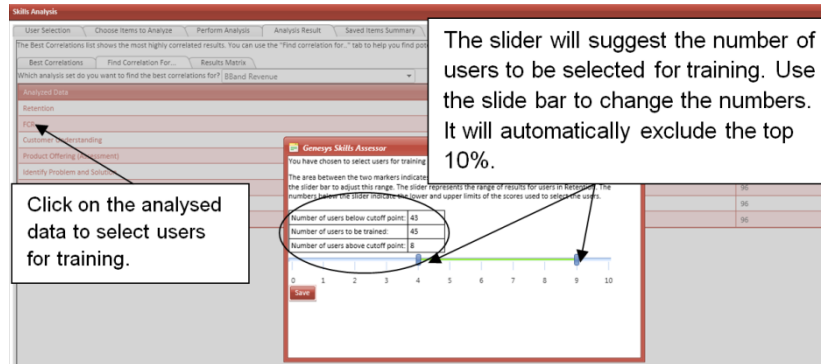 Skills Analysis
User Selection
Choose Items to Analyze
Perform Analysis
Analysis Result
Saved Items Summary
The Best Correlations list shows the most highly correlated results. You can use the "Find correlation for..." tab to help you find
Best Correlations
Find Correlation For...
Results Matrix
Which analysis set do you want to find the best correlations for? BBand Revenue
Analyzed Data
Retention
FCR
Customer Understanding
Product Offering (Assessment)
Identify Problem and Solution
96
96
96
The slider will suggest the number of
users to be selected for training. Use
the slide bar to change the numbers.
It will automatically exclude the top
10%.
Click on the analysed
data to select users
for training.
Genesys Skills Assessor
You have chosen to select users for training
The area between the two markers indicates
the slider bar to adjust this range. The slider represents the range of results for users in Retention. The
numbers below the slider indicate the lower and upper limits of the scores used to select the users.
Number of users below cutoff point: 43
Number of users to be trained: 45
Number of users above cutoff point: 8
0 1 2 3 4 5 6 7 8 9 10
Save